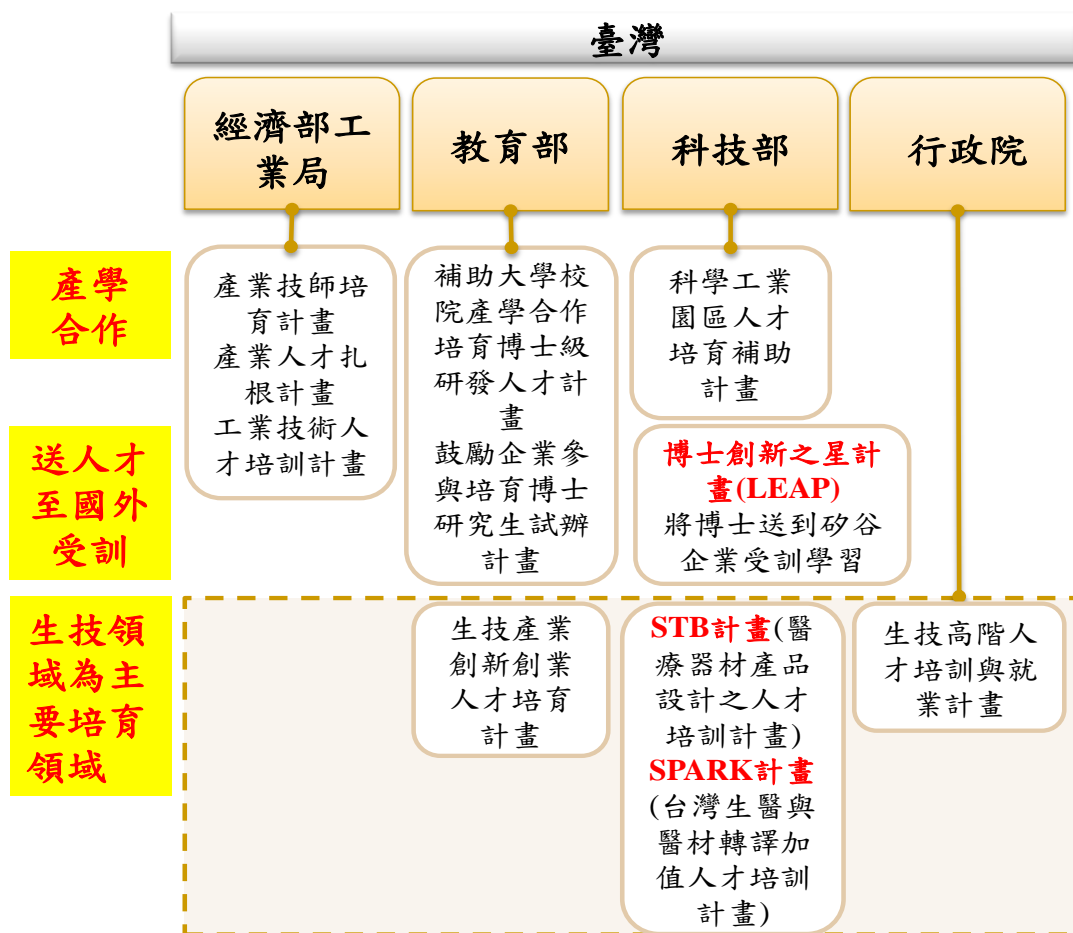 臺灣
經濟部工
業局
教育部
科技部
行政院
產學
合作
產業技師培
育計畫
產業人才扎
根計畫
工業技術人
才培訓計畫
補助大學校
院產學合作
培育博士級
研發人才計
畫
鼓勵企業參
與培育博士
研究生試辦
計畫
科學工業
園區人才
培育補助
計畫
送人才
至國外
受訓
博士創新之星計
畫(LEAP)
將博士送到矽谷
企業受訓學習
生技領
域為主
要培育
領域
生技產業
創新創業
人才培育
計畫
STB計畫(醫
療器材產品
設計之人才
培訓計畫)
SPARK計畫
(台灣生醫與
醫材轉譯加
值人才培訓
計畫)
生技高階人
才培訓與就
業計畫